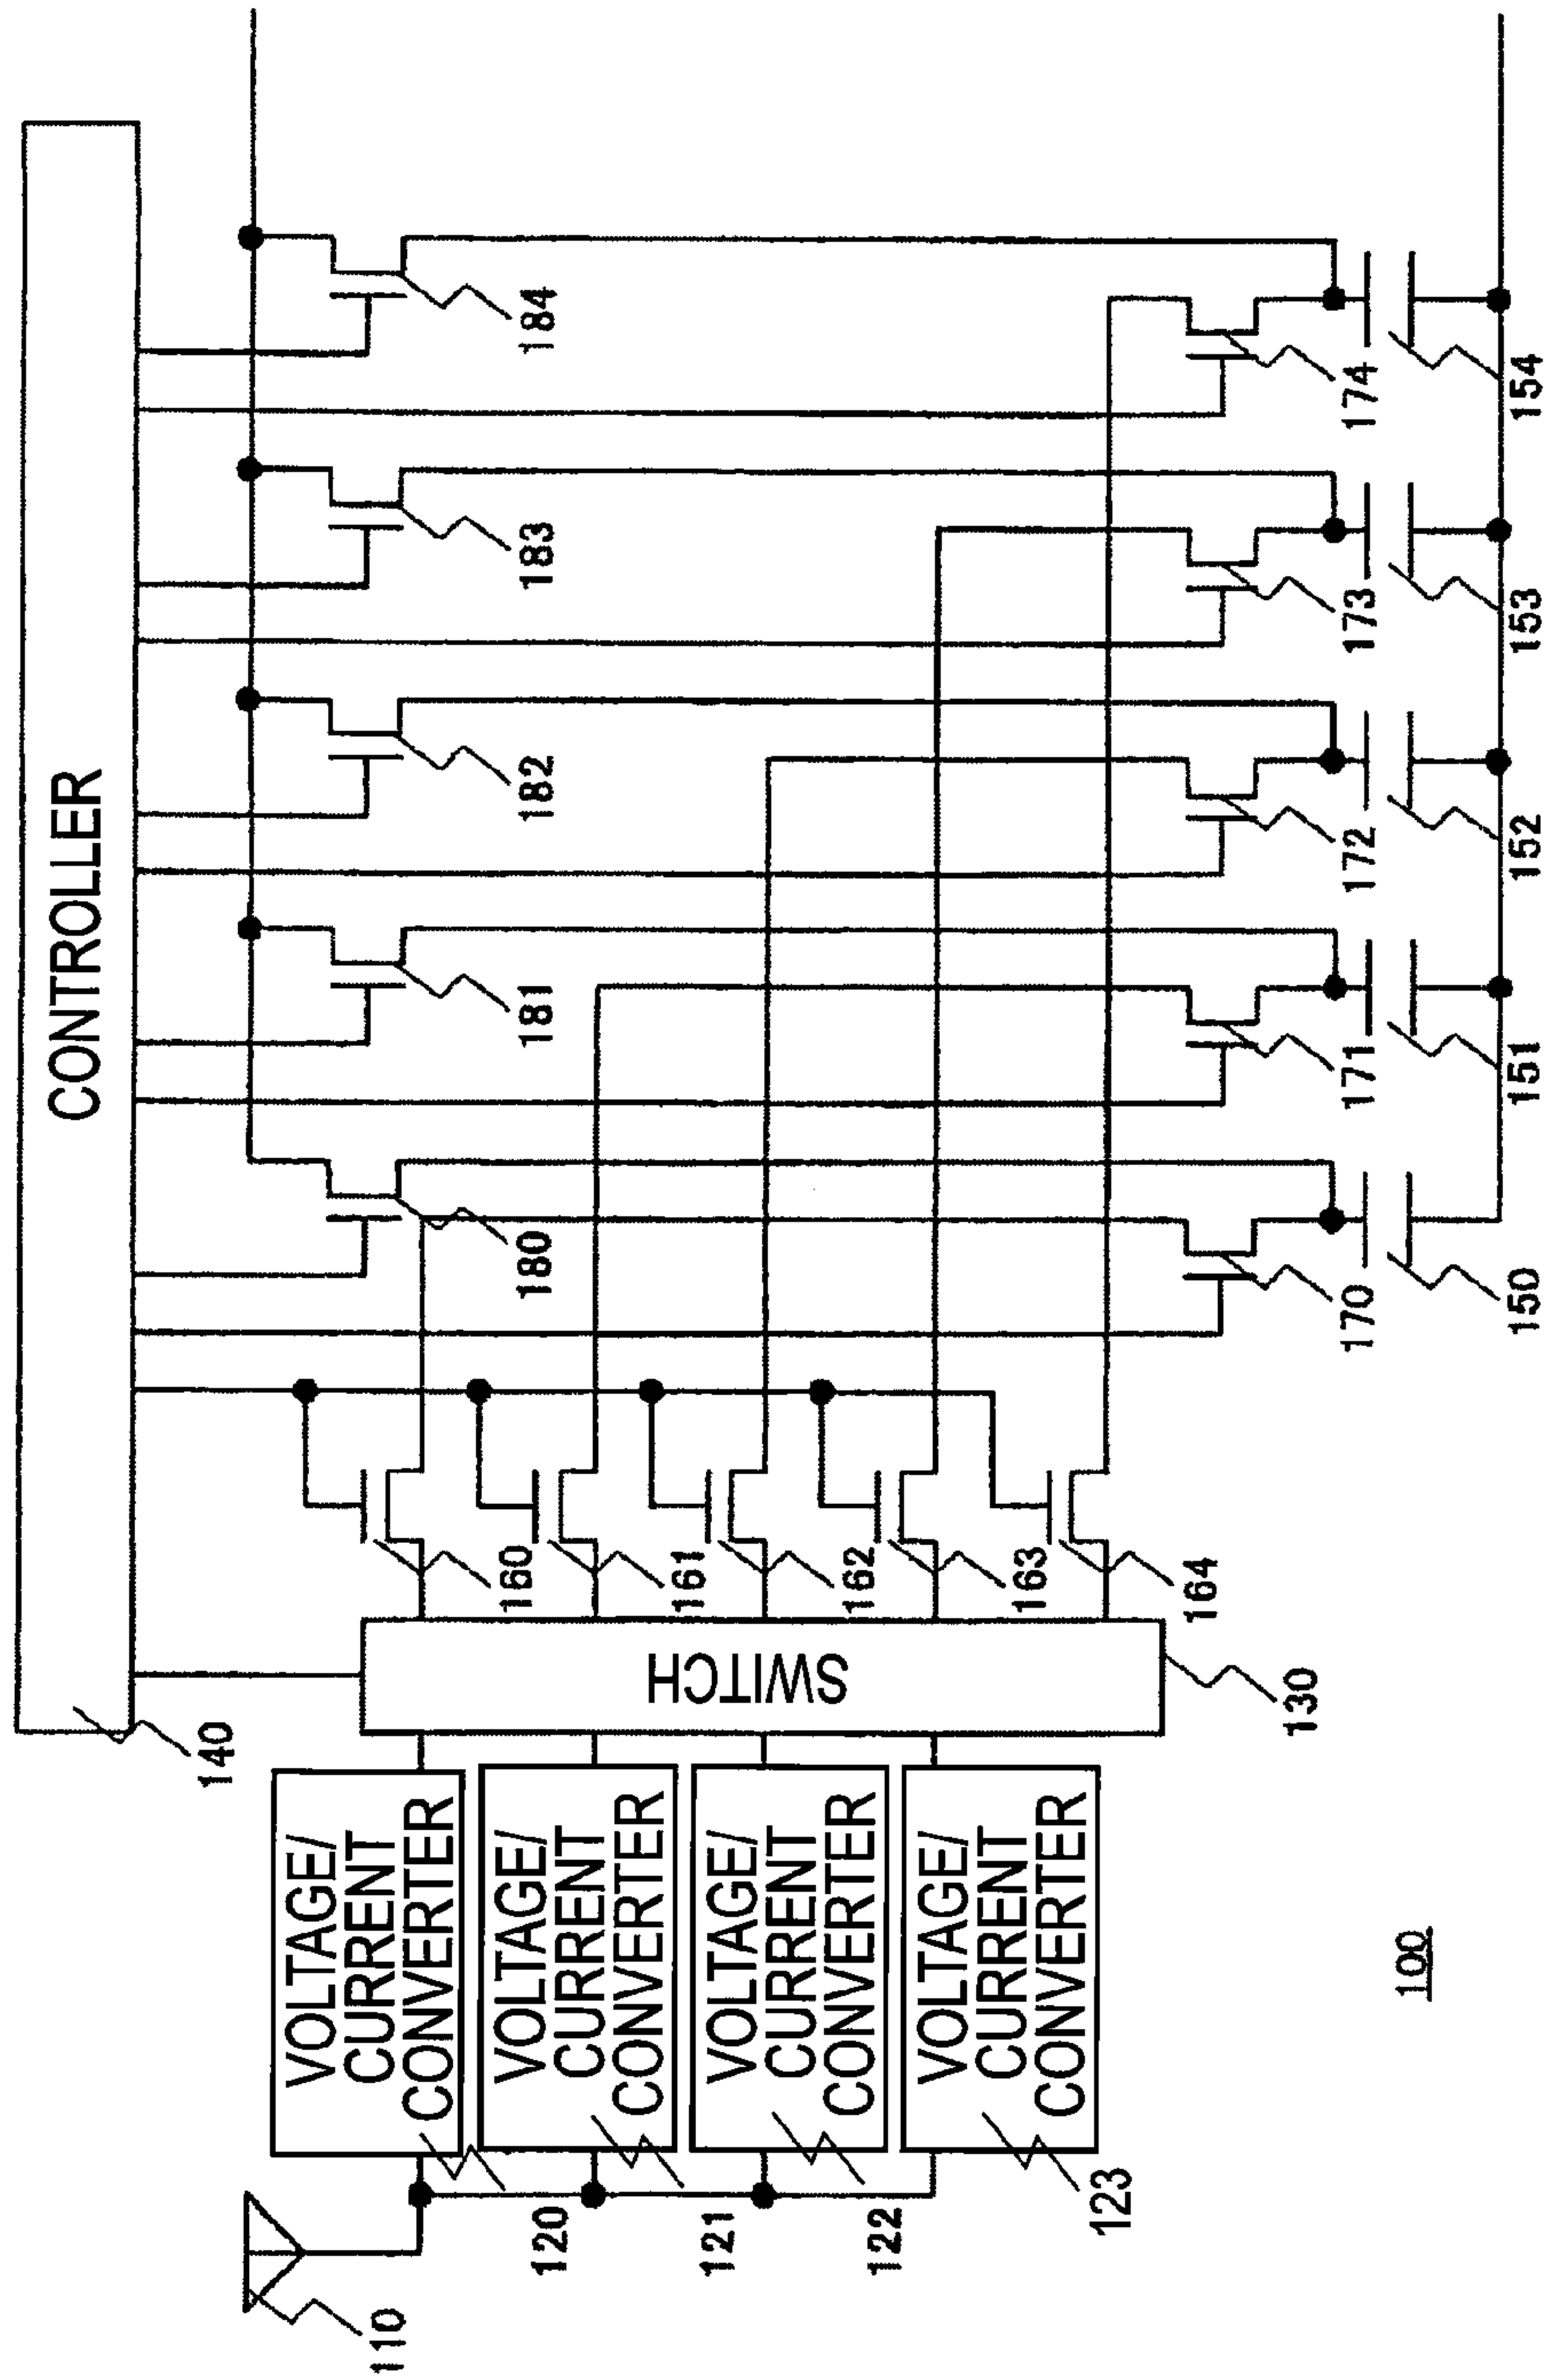 CONTROLLER
140
184
183
182
181
180
174
173
172
171
170
154
153
152
151
150
160
161
162
163
164
SWITCH
130
VOLTAGE/
CURRENT
CONVERTER
VOLTAGE/
CURRENT
CONVERTER
VOLTAGE/
CURRENT
CONVERTER
VOLTAGE/
CURRENT
CONVERTER
120
121
122
123
110
100